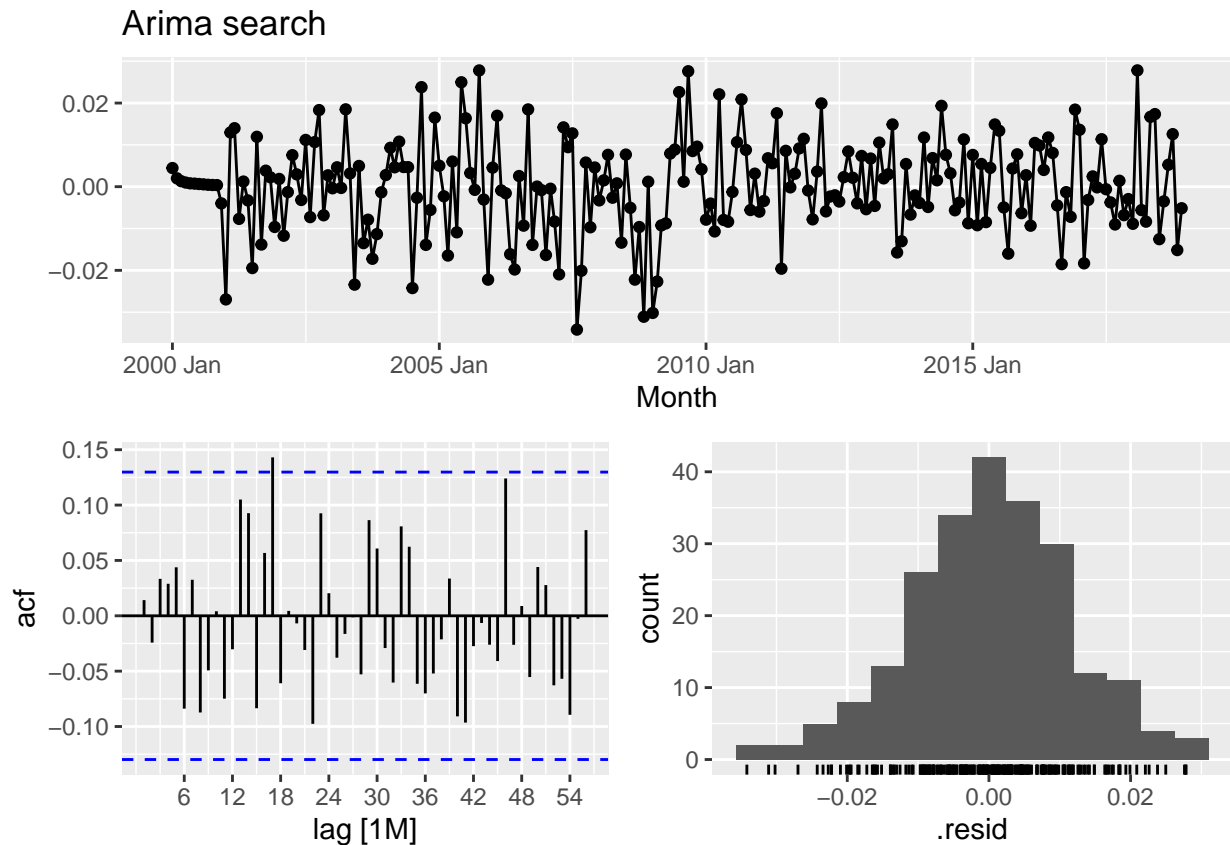 Arima search
0.02
0.00
−0.02
2000 Jan 2005 Jan 2010 Jan 2015 Jan
Month
0.15
0.10
0.05
0.00
−0.05
−0.10
acf
6 12 18 24 30 36 42 48 54
lag [1M]
40
30
20
10
0
count
−0.02 0.00 0.02
.resid